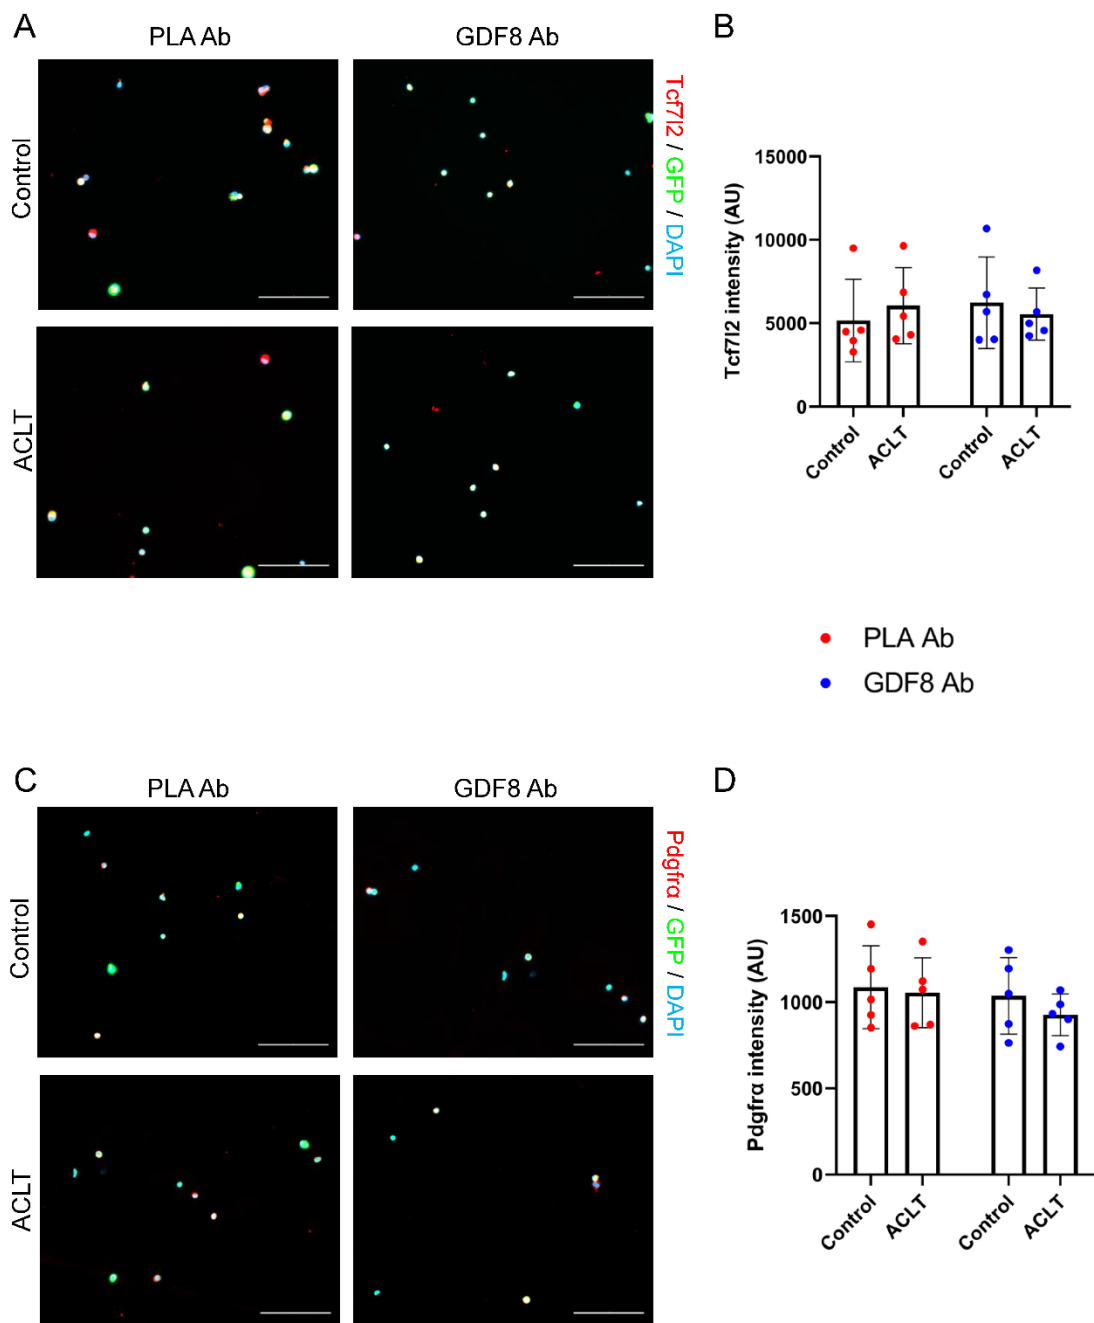 A
PLA Ab
GDF8 Ab
Control
ACLT
Tcf7l2 / GFP / DAPI
B
Tcf7l2 intensity (AU)
15000
10000
5000
0
Control
ACLT
Control
ACLT
PLA Ab
GDF8 Ab
C
PLA Ab
GDF8 Ab
Control
ACLT
Pdgfrα / GFP / DAPI
D
Pdgfrα intensity (AU)
1500
1000
500
0
Control
ACLT
Control
ACLT